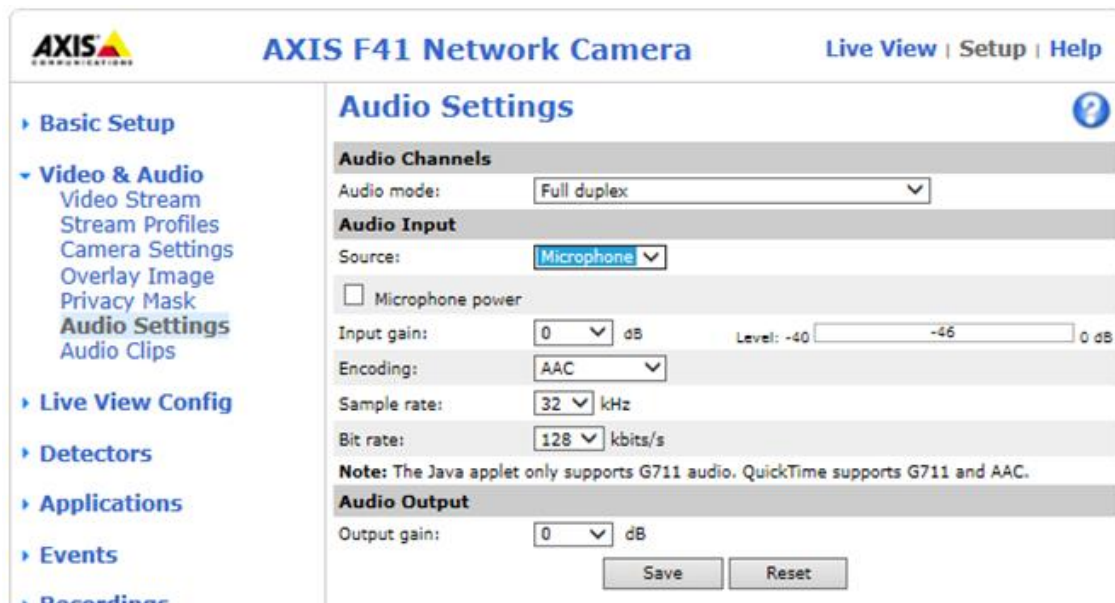 AXIS
COMMUNICATIONS
AXIS F41 Network Camera
Live View | Setup | Help
Basic Setup
Video & Audio
Video Stream
Stream Profiles
Camera Settings
Overlay Image
Privacy Mask
Audio Settings
Audio Clips
Live View Config
Detectors
Applications
Events
Recordings
Audio Settings
?
Audio Channels
Audio mode: Full duplex
Audio Input
Source: Microphone
Microphone power
Input gain: 0 dB Level: -40 -46 0 dB
Encoding: AAC
Sample rate: 32 kHz
Bit rate: 128 kbits/s
Note: The Java applet only supports G711 audio. QuickTime supports G711 and AAC.
Audio Output
Output gain: 0 dB
Save Reset